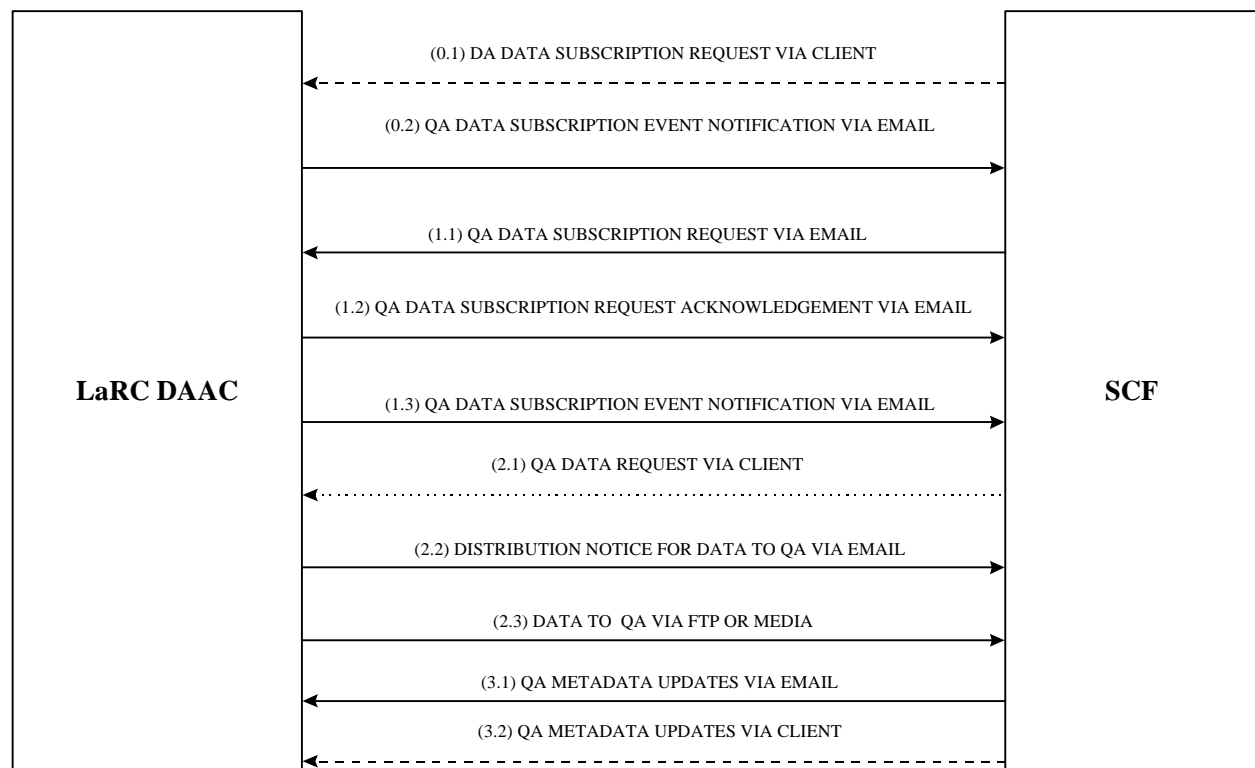 (0.1) DA DATA SUBSCRIPTION REQUEST VIA CLIENT
(0.2) QA DATA SUBSCRIPTION EVENT NOTIFICATION VIA EMAIL
(1.1) QA DATA SUBSCRIPTION REQUEST VIA EMAIL
(1.2) QA DATA SUBSCRIPTION REQUEST ACKNOWLEDGEMENT VIA EMAIL
LaRC DAAC
SCF
(1.3) QA DATA SUBSCRIPTION EVENT NOTIFICATION VIA EMAIL
(2.1) QA DATA REQUEST VIA CLIENT
(2.2) DISTRIBUTION NOTICE FOR DATA TO QA VIA EMAIL
(2.3) DATA TO QA VIA FTP OR MEDIA
(3.1) QA METADATA UPDATES VIA EMAIL
(3.2) QA METADATA UPDATES VIA CLIENT